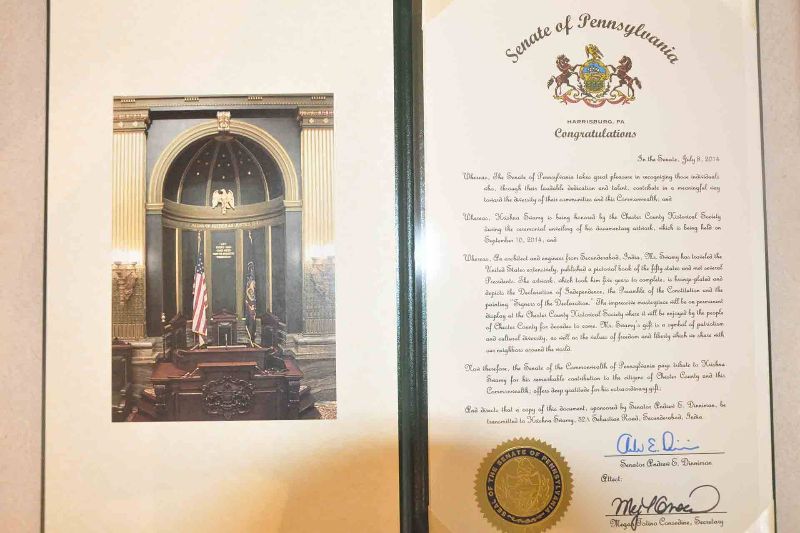 Senate of Pennsylvania
HARRISBURG, PA
Congratulations
In the Senate, July 8, 2014
Whereas, The Senate of Pennsylvania takes great pleasure in recognizing those individuals
who, through their laudable dedication and talent, contribute in a meaningful way
toward the diversity of their communities and this Commonwealth; and
Whereas, Krishna Swamy is being honored by the Chester County Historical Society
during the ceremonial unveiling of his documentary artwork, which is being held on
September 10, 2014; and
Whereas, An architect and engineer from Secunderabad, India, Mr. Swamy has traveled the
United States extensively, published a pictorial book of the fifty states and met several
Presidents. The artwork, which took him five years to complete, is bronze-plated and
depicts the Declaration of Independence, the Preamble of the Constitution and the
painting "Signers of the Declaration." The impressive masterpiece will be on permanent
display at the Chester County Historical Society where it will be enjoyed by the people
of Chester County for decades to come. Mr. Swamy's gift is a symbol of patriotism
and cultural diversity, as well as the values of freedom and liberty which we share with
our neighbors around the world.
Now therefore, the Senate of the Commonwealth of Pennsylvania pays tribute to Krishna
Swamy for his remarkable contribution to the citizens of Chester County and this
Commonwealth; offers deep gratitude for his extraordinary gift;
And directs that a copy of this document, sponsored by Senator Andrew E. Dinniman, be
transmitted to Krishna Swamy, 32A Sebastian Road, Secunderabad, India.
Senator Andrew E. Dinniman
Attest:
Megan Totino Consedine, Secretary
SEAL OF THE SENATE OF PENNSYLVANIA